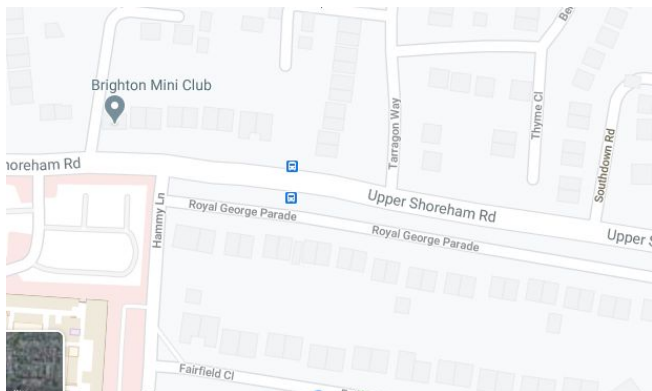 Brighton Mini Club
Tarragon Way
Thyme Cl
Southdown Rd
horeham Rd
Upper Shoreham Rd
Upper S
Hammy Ln
Royal George Parade
Royal George Parade
Fairfield Cl